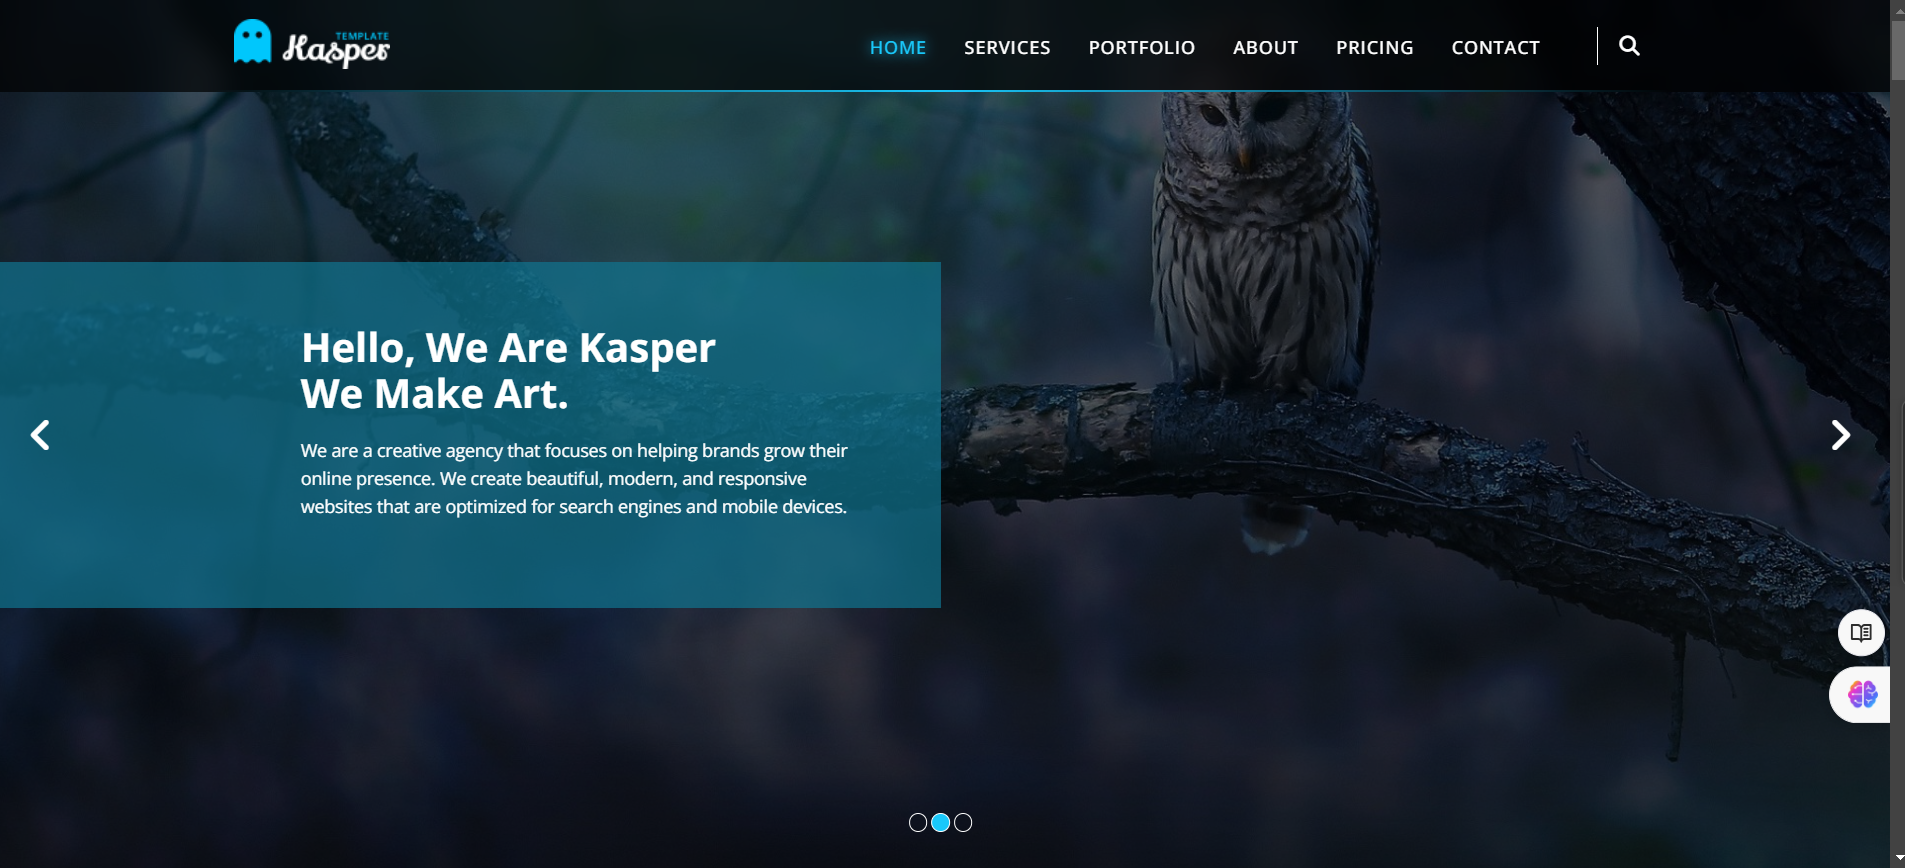 TEMPLATE
Kasper
HOME SERVICES PORTFOLIO ABOUT PRICING CONTACT
Hello, We Are Kasper
We Make Art.
We are a creative agency that focuses on helping brands grow their
online presence. We create beautiful, modern, and responsive
websites that are optimized for search engines and mobile devices.